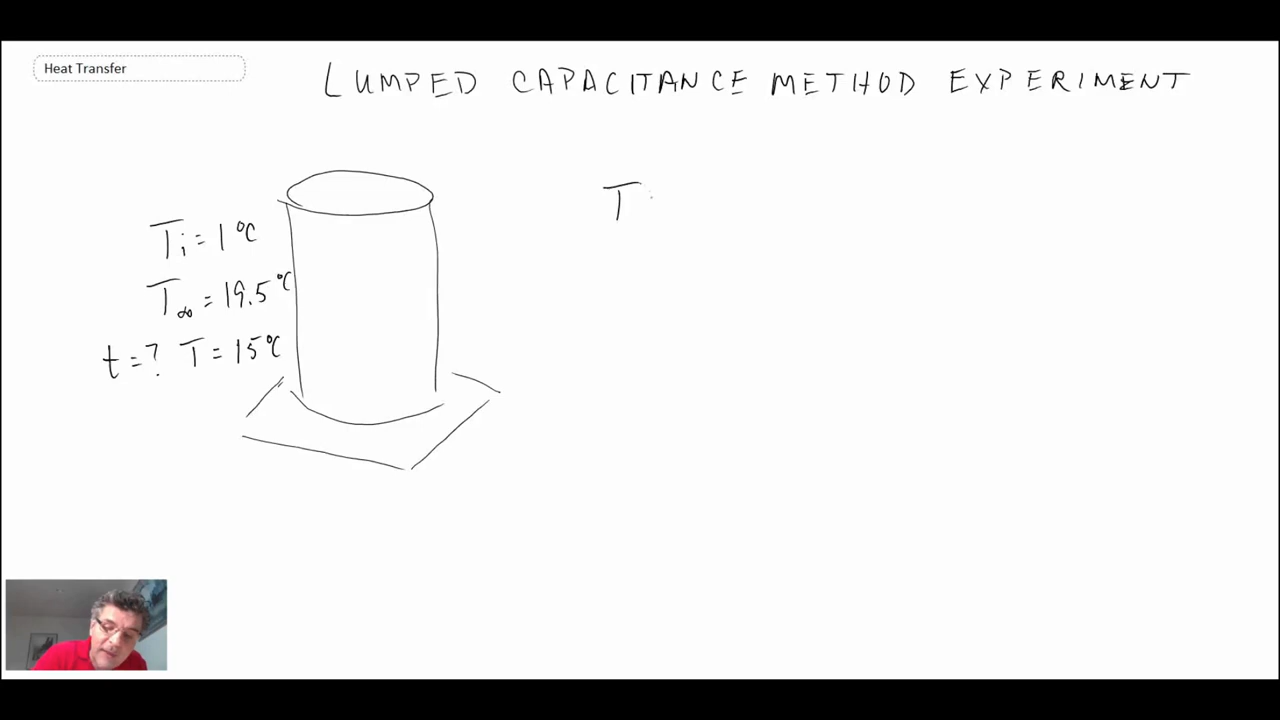 Heat Transfer
LUMPED CAPACITANCE METHOD EXPERIMENT
T
Ti = 1 °C
T∞ = 19.5 °C
t = ? T = 15 °C